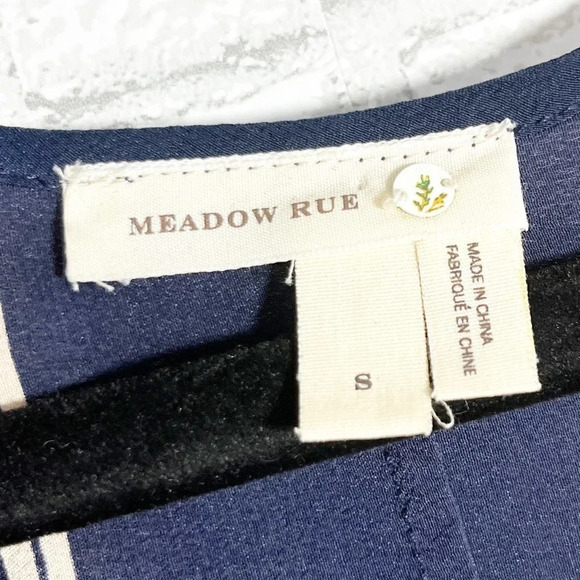 MEADOW RUE
S
MADE IN CHINA
FABRIQUÉ EN CHINE